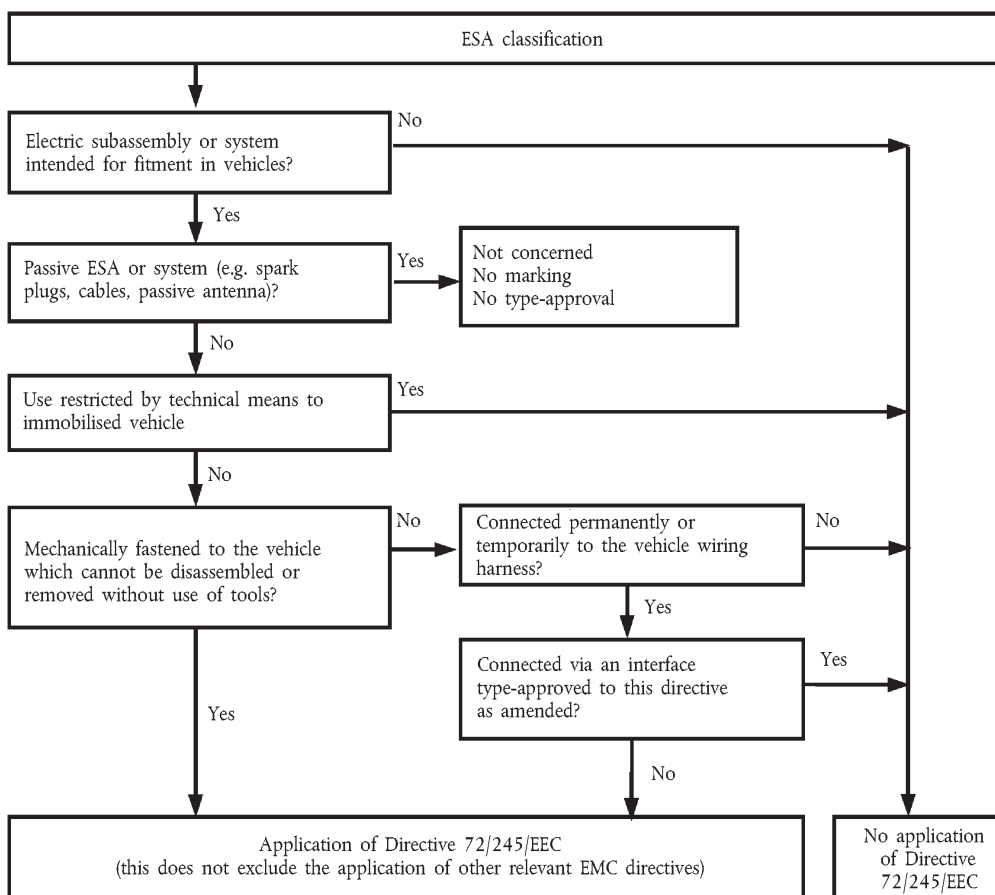 ESA classification
No
Electric subassembly or system
intended for fitment in vehicles?
Yes
Passive ESA or system (e.g. spark
plugs, cables, passive antenna)?
Yes
Not concerned
No marking
No type-approval
No
Use restricted by technical means to
immobilised vehicle
Yes
No
Mechanically fastened to the vehicle
which cannot be disassembled or
removed without use of tools?
No
Connected permanently or
temporarily to the vehicle wiring
harness?
No
Yes
Connected via an interface
type-approved to this directive
as amended?
Yes
Yes
No
Application of Directive 72/245/EEC
(this does not exclude the application of other relevant EMC directives)
No application
of Directive
72/245/EEC